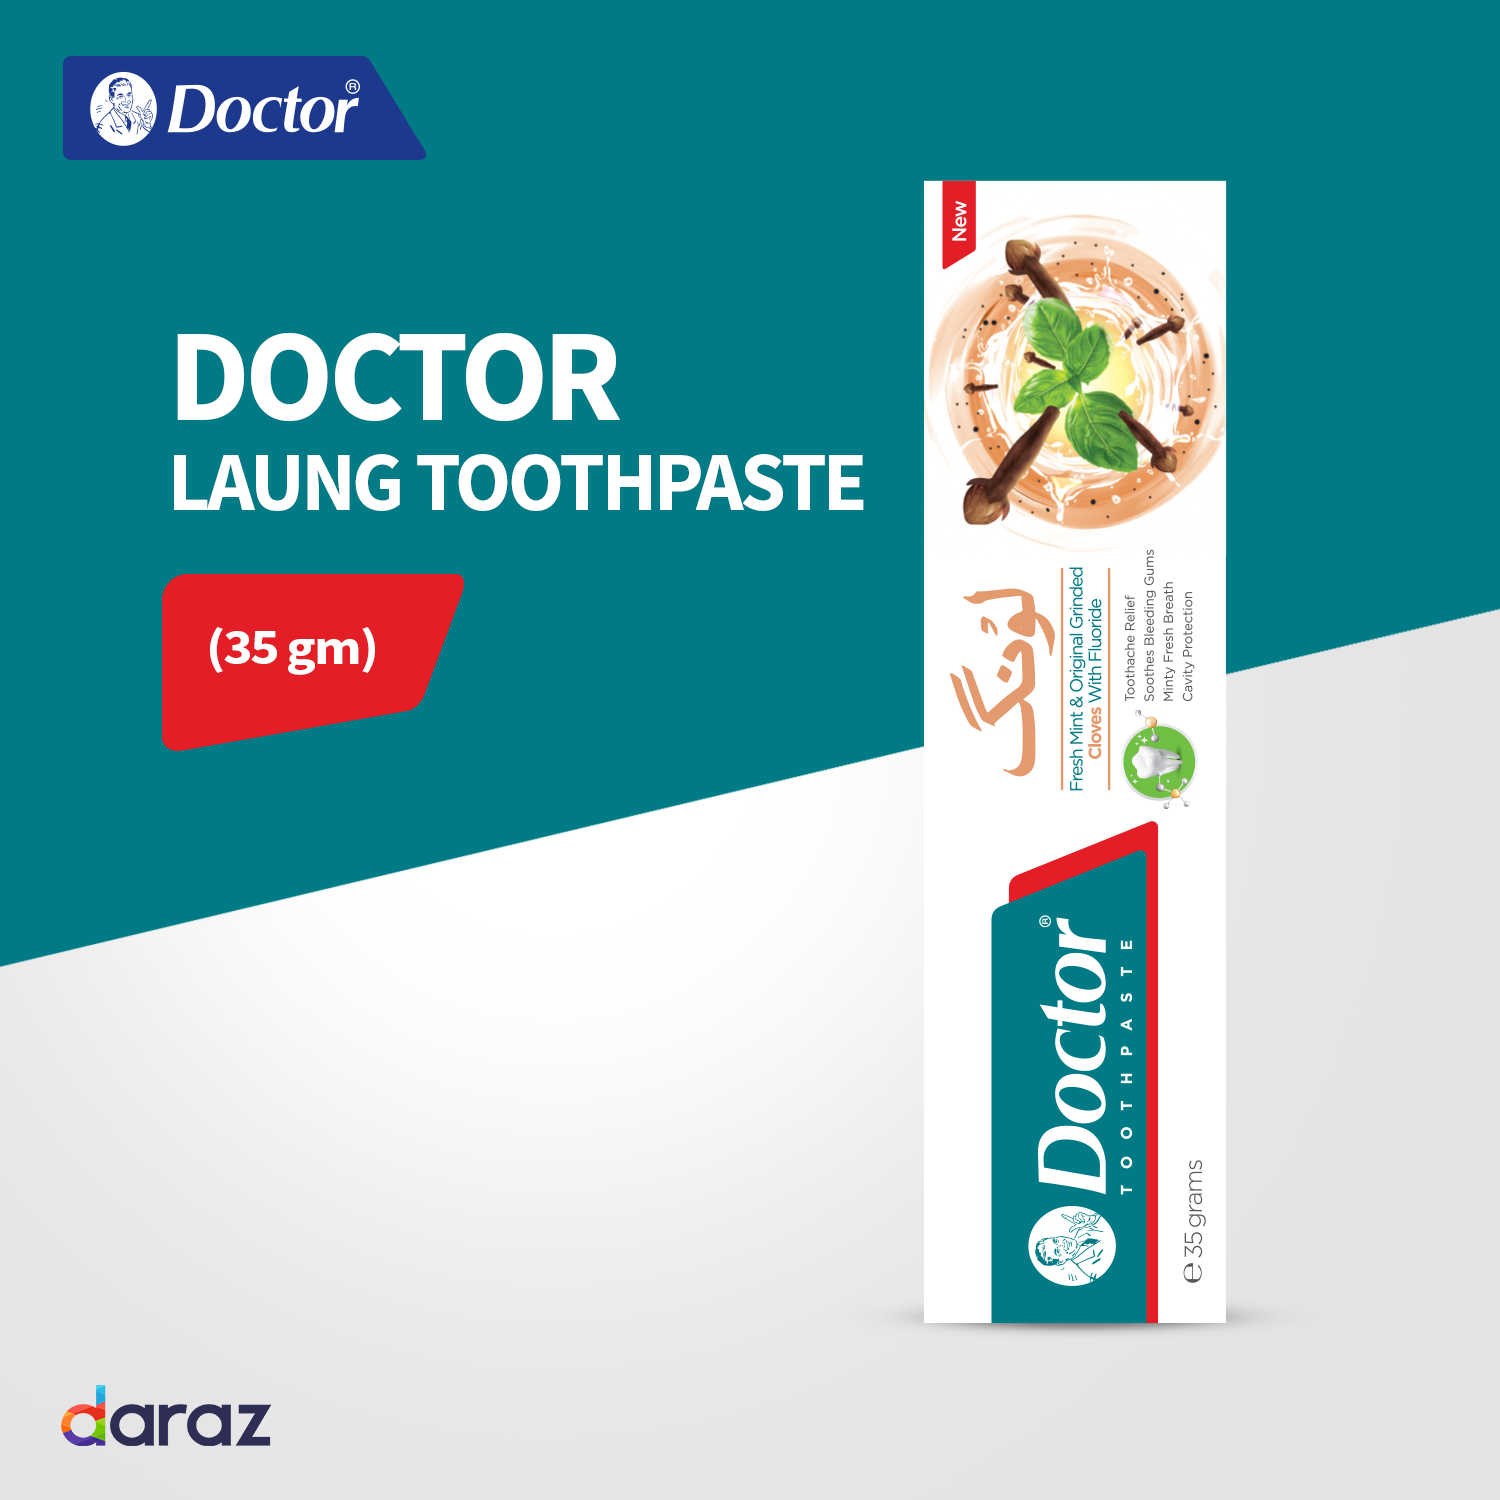 Doctor®
DOCTOR
LAUNG TOOTHPASTE
(35 gm)
New
لَونگ
Fresh Mint & Original Grinded
Cloves With Fluoride
Toothache Relief
Soothes Bleeding Gums
Minty Fresh Breath
Cavity Protection
Doctor®
TOOTHPASTE
℮ 35 grams
daraz